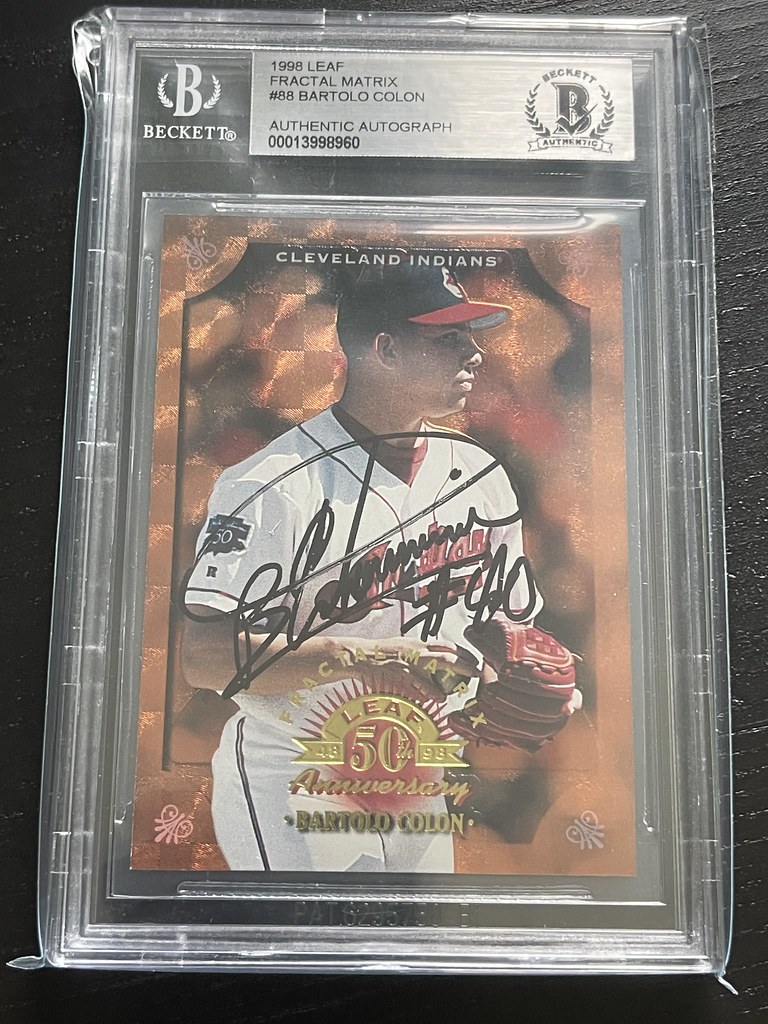 1998 LEAF
FRACTAL MATRIX
#88 BARTOLO COLON
AUTHENTIC AUTOGRAPH
00013998960
B
BECKETT®
BECKETT
B
AUTHENTIC
CLEVELAND INDIANS
50
R
#40
FRACTAL MATRIX
LEAF
48 50th 98
Anniversary
•BARTOLO COLON•